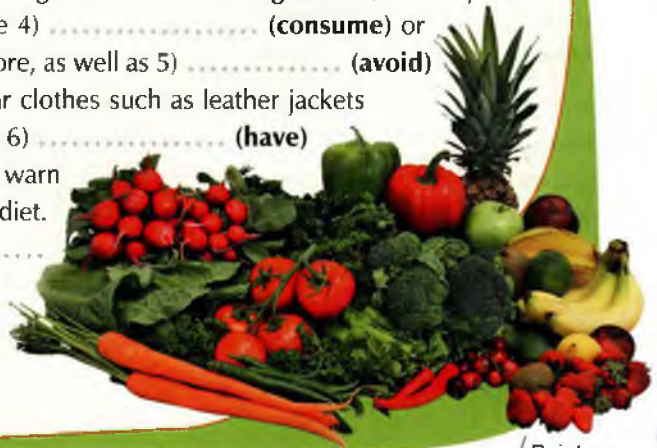 e 4) .................... (consume) or
ore, as well as 5) .................... (avoid)
ar clothes such as leather jackets
6) .................... (have)
warn
diet.
....